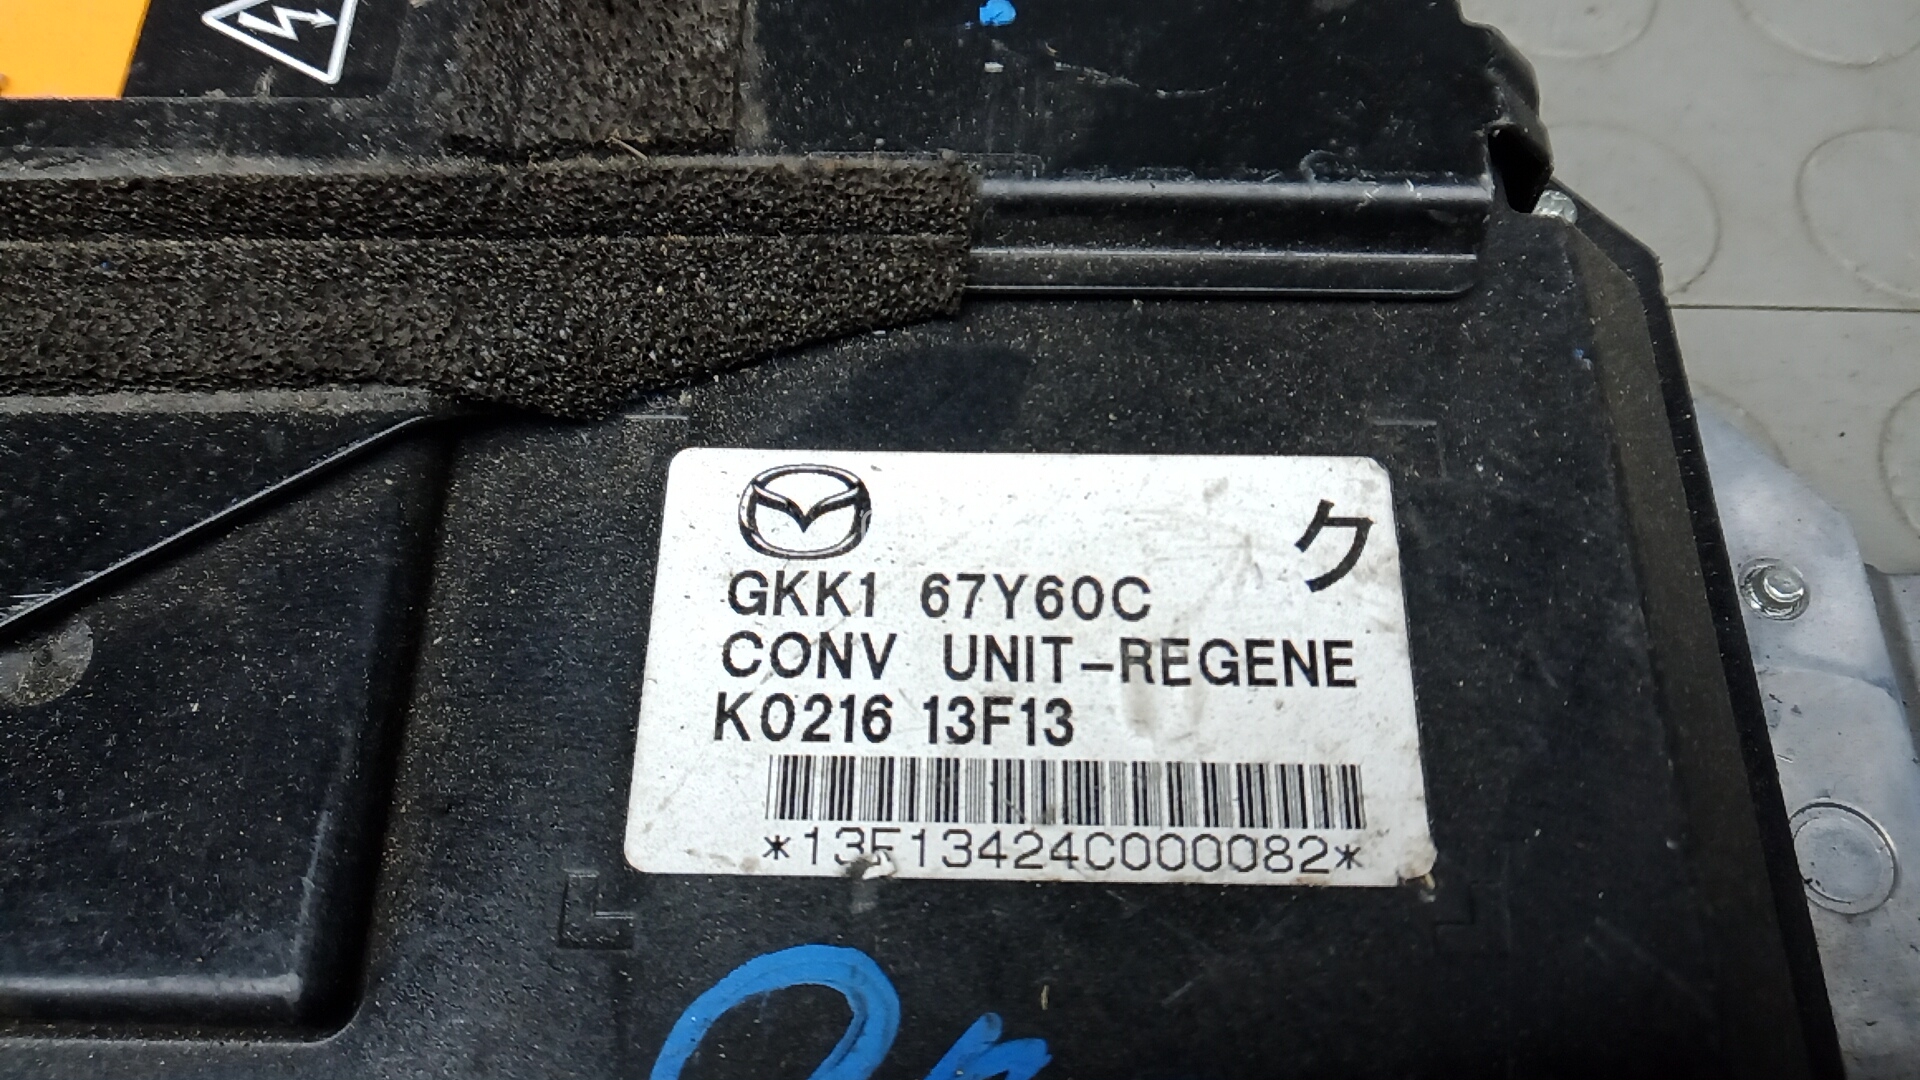 ク
GKK1 67Y60C
CONV UNIT-REGENE
K0216 13F13
*13F13424C000082*